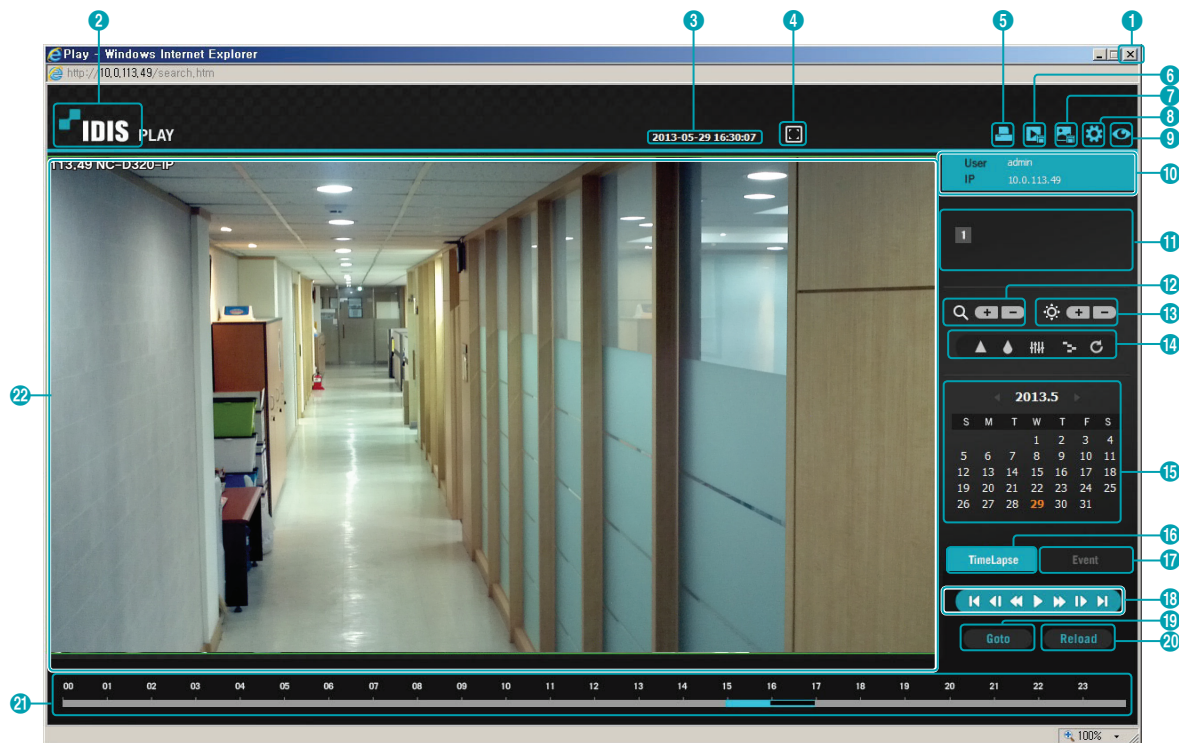 2
3
4
5
1
Play - Windows Internet Explorer
http://10.0.113.49/search.htm
6
7
8
9
IDIS PLAY
2013-05-29 16:30:07
113.49 NC-D320-IP
User admin
IP 10.0.113.49
10
1
11
12
13
14
2013.5
S M T W T F S
1 2 3 4
5 6 7 8 9 10 11
12 13 14 15 16 17 18
19 20 21 22 23 24 25
26 27 28 29 30 31
15
22
16
TimeLapse
Event
17
18
19
Goto
Reload
20
00 01 02 03 04 05 06 07 08 09 10 11 12 13 14 15 16 17 18 19 20 21 22 23
21
100%